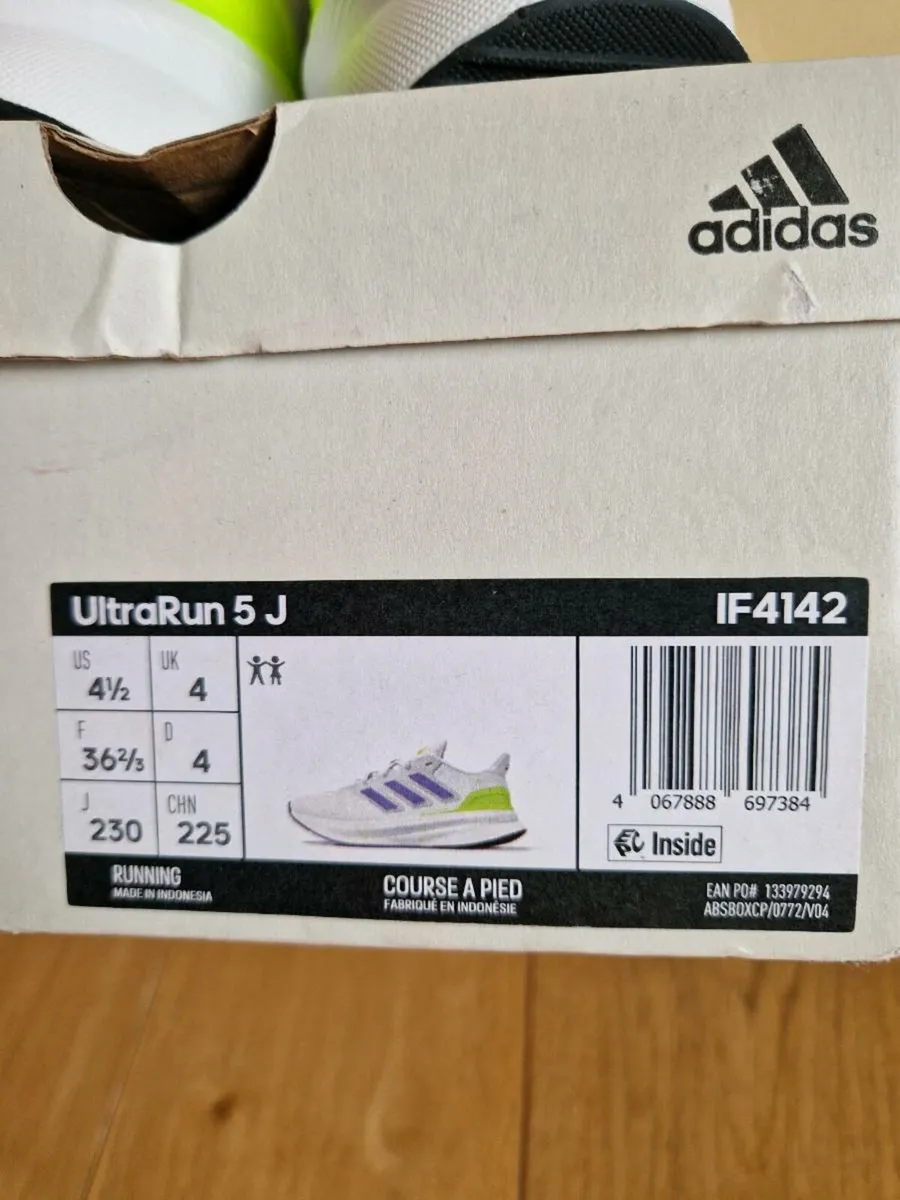 adidas
UltraRun 5 J
IF4142
US
4½
UK
4
F
36⅔
D
4
J
230
CHN
225
4 067888 697384
EPC Inside
RUNNING
MADE IN INDONESIA
COURSE A PIED
FABRIQUÉ EN INDONÉSIE
EAN PO# 133979294
ABSBOXCP/0772/V04